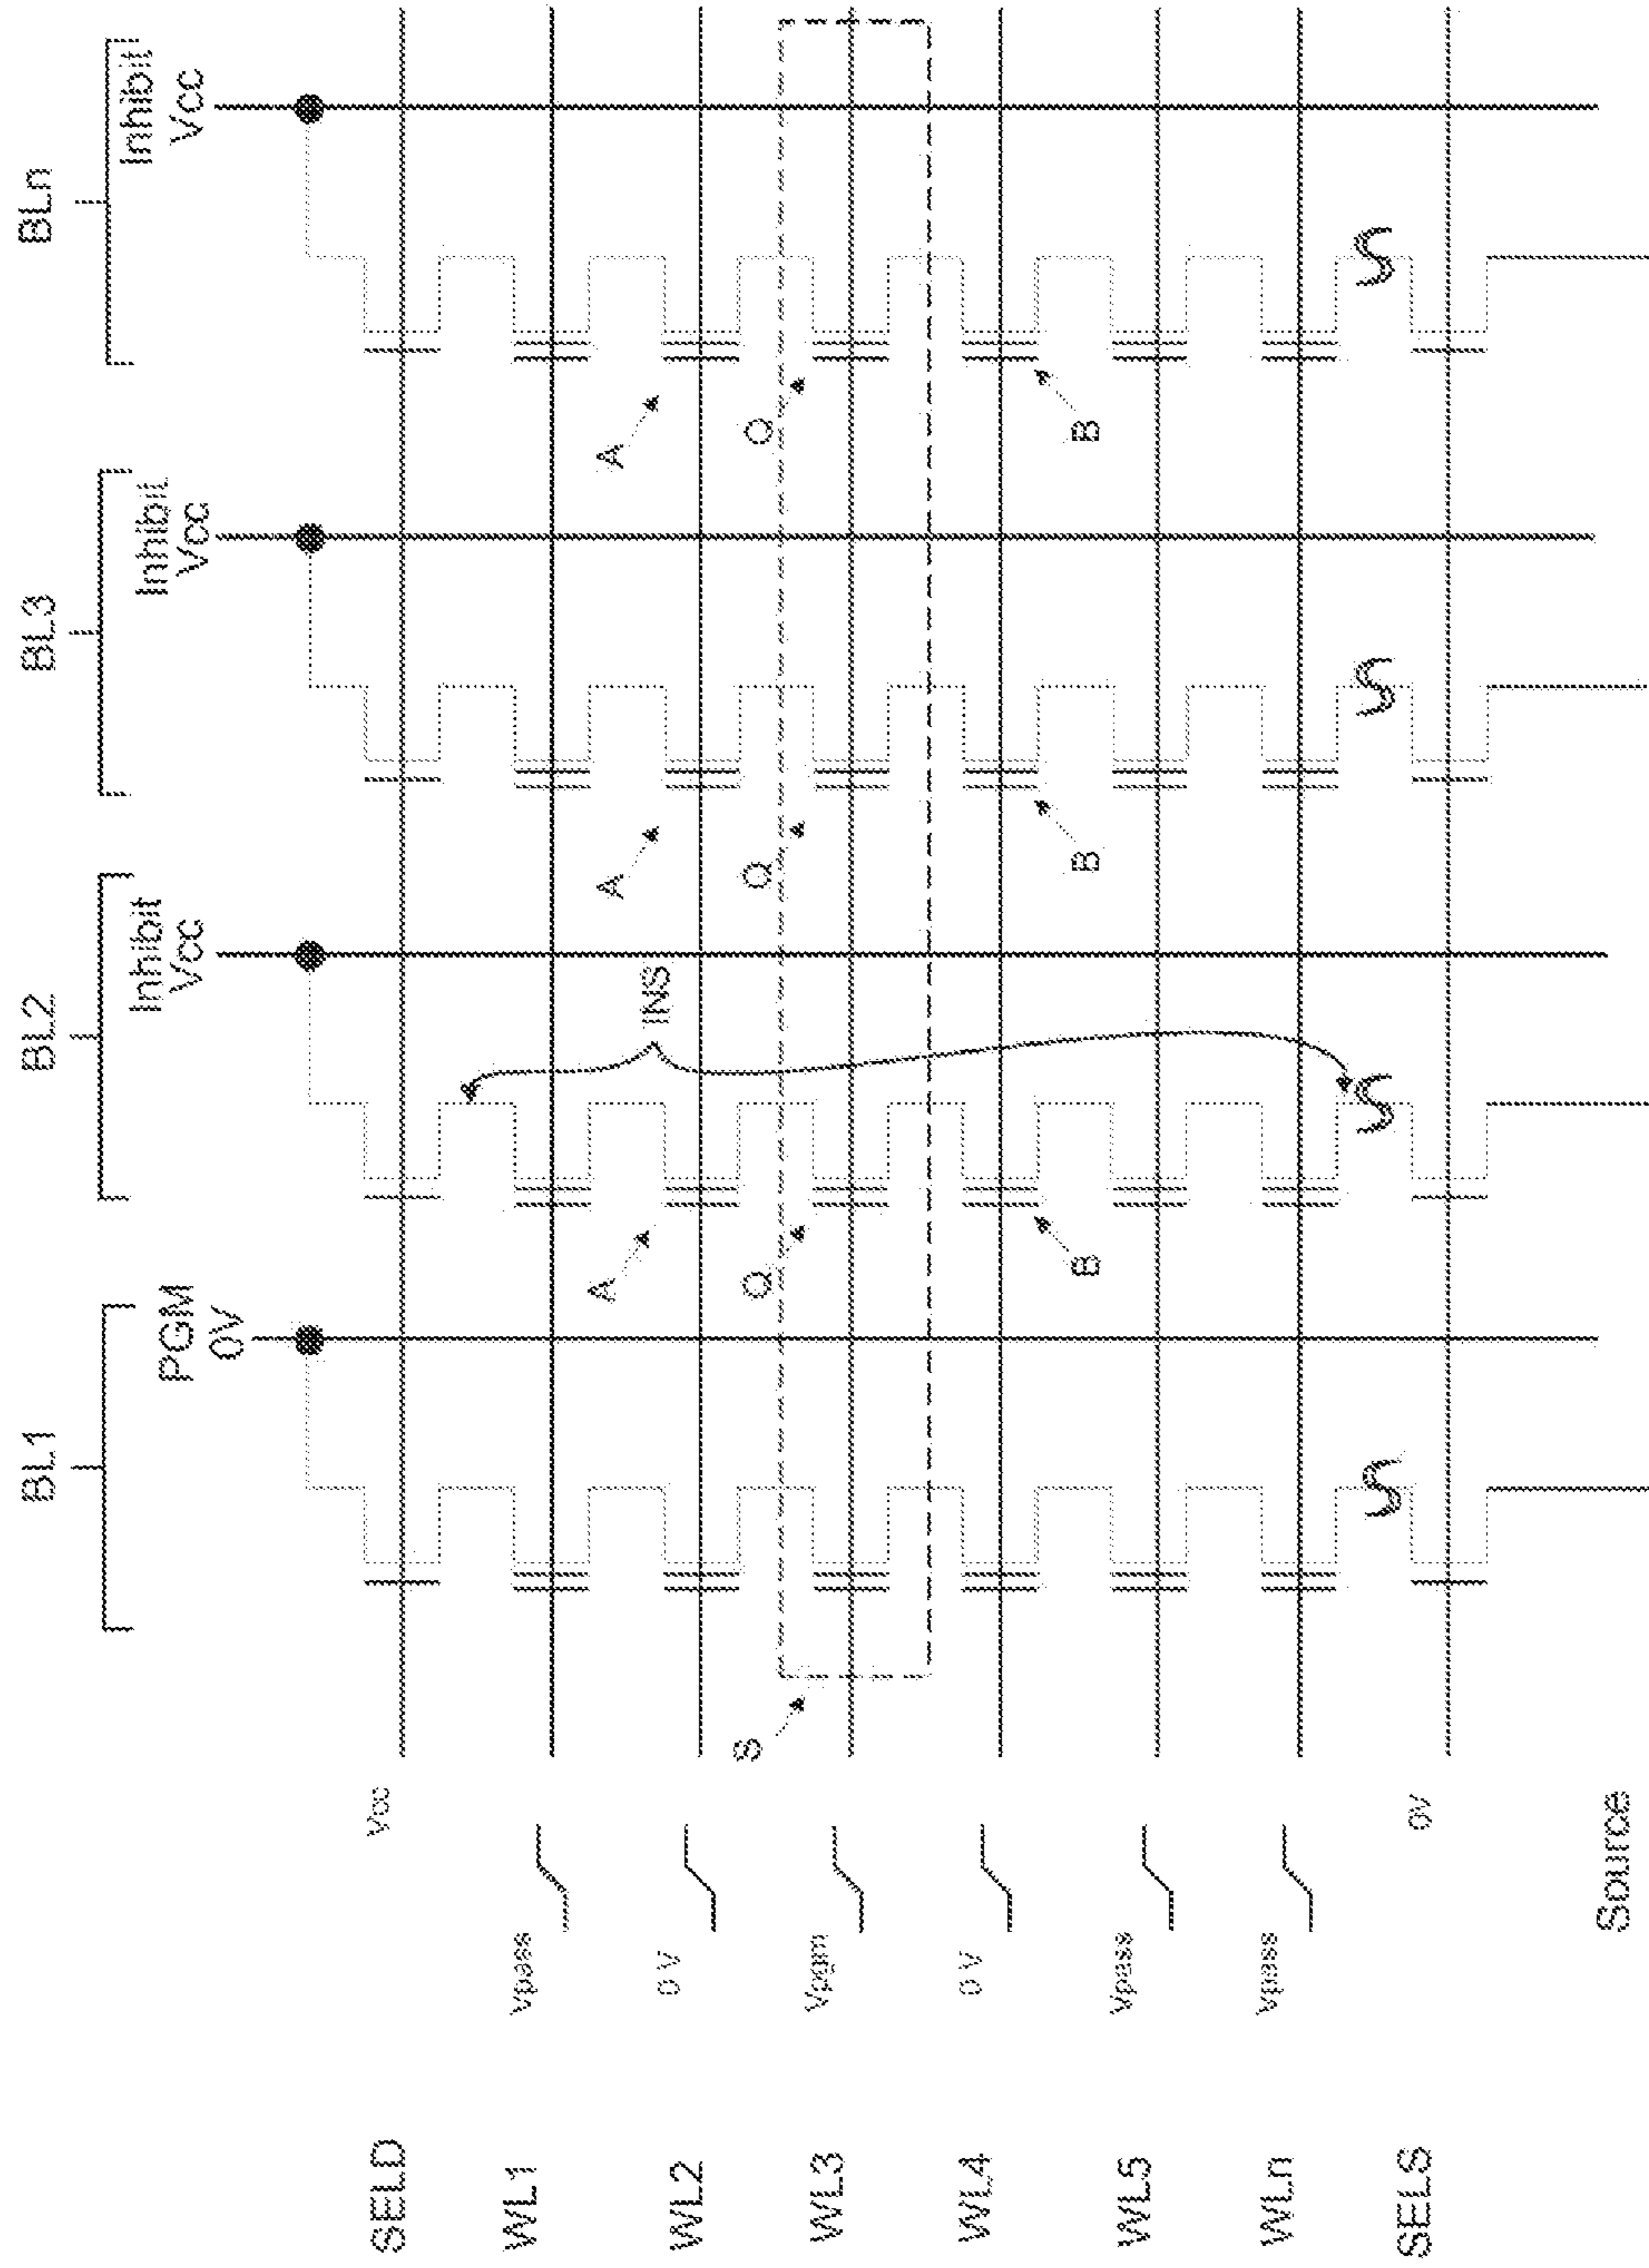 BL1
BL2
BL3
BLn
PGM
0V
Inhibit
Vcc
Inhibit
Vcc
Inhibit
Vcc
SELD
Vcc
WL1
Vpass
INS
WL2
0 V
A
A
A
WL3
Vpgm
S
Q
Q
Q
WL4
0 V
B
B
B
WL5
Vpass
WLn
Vpass
SELS
0V
Source